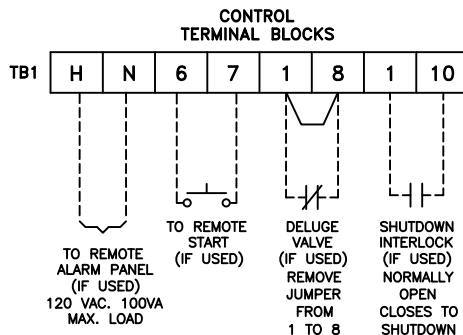 CONTROL
TERMINAL BLOCKS
TB1 H N 6 7 1 8 1 10
TO REMOTE
ALARM PANEL
(IF USED)
120 VAC. 100VA
MAX. LOAD
TO REMOTE
START
(IF USED)
DELUGE
VALVE
(IF USED)
REMOVE
JUMPER
FROM
1 TO 8
SHUTDOWN
INTERLOCK
(IF USED)
NORMALLY
OPEN
CLOSES TO
SHUTDOWN